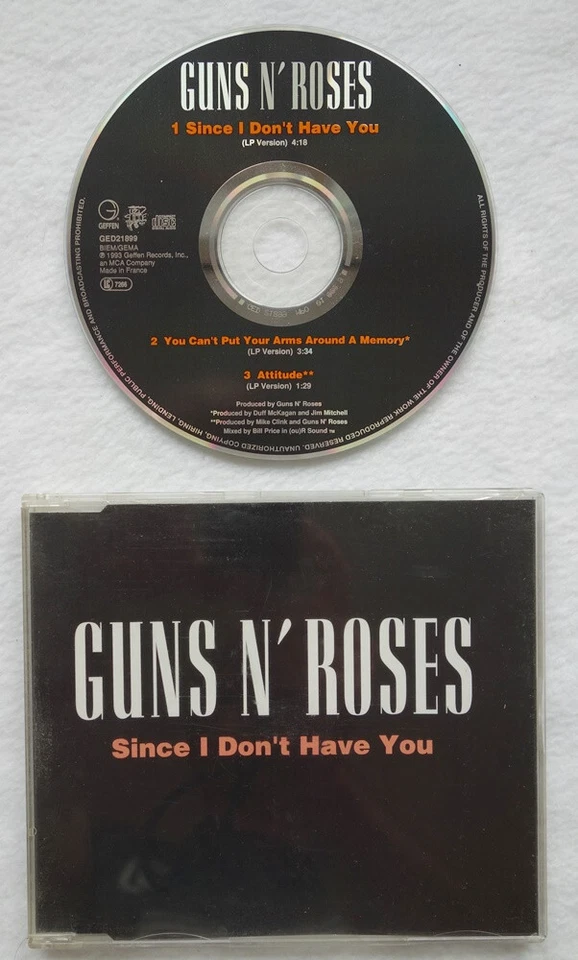 GUNS N' ROSES
1 Since I Don't Have You
(LP Version) 4:18
GEFFEN
COMPACT disc DIGITAL AUDIO
GED21899
BIEM/GEMA
℗ 1993 Geffen Records, Inc.,
an MCA Company
Made in France
LC 7266
2 You Can't Put Your Arms Around A Memory*
(LP Version) 3:34
3 Attitude**
(LP Version) 1:29
Produced by Guns N' Roses
*Produced by Duff McKagan and Jim Mitchell
**Produced by Mike Clink and Guns N' Roses
Mixed by Bill Price in (ou)R Sound ™
ALL RIGHTS OF THE PRODUCER AND OF THE OWNER OF THE WORK REPRODUCED RESERVED. UNAUTHORIZED COPYING, HIRING, LENDING, PUBLIC PERFORMANCE AND BROADCASTING PROHIBITED.
GUNS N' ROSES
Since I Don't Have You